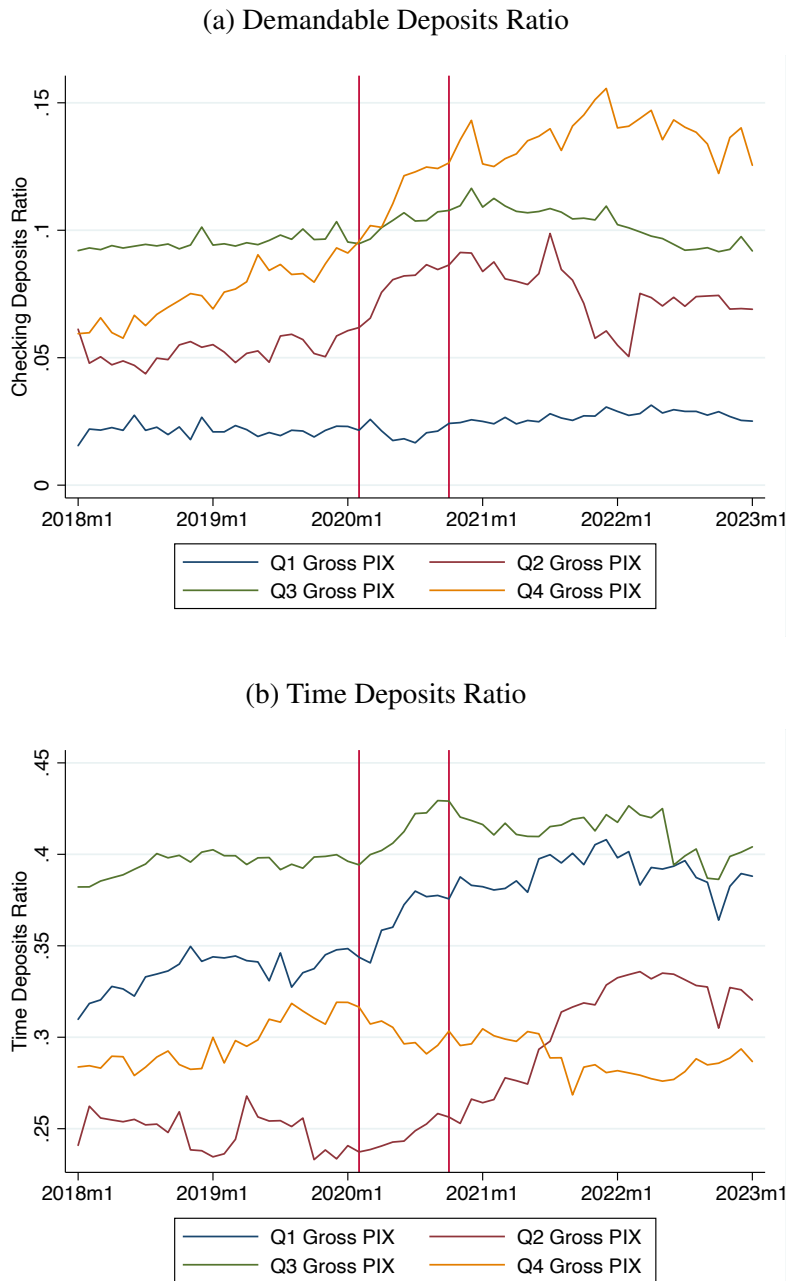 (a) Demandable Deposits Ratio
Checking Deposits Ratio
.15
.1
.05
0
2018m1 2019m1 2020m1 2021m1 2022m1 2023m1
Q1 Gross PIX Q2 Gross PIX
Q3 Gross PIX Q4 Gross PIX
(b) Time Deposits Ratio
Time Deposits Ratio
.45
.4
.35
.3
.25
2018m1 2019m1 2020m1 2021m1 2022m1 2023m1
Q1 Gross PIX Q2 Gross PIX
Q3 Gross PIX Q4 Gross PIX